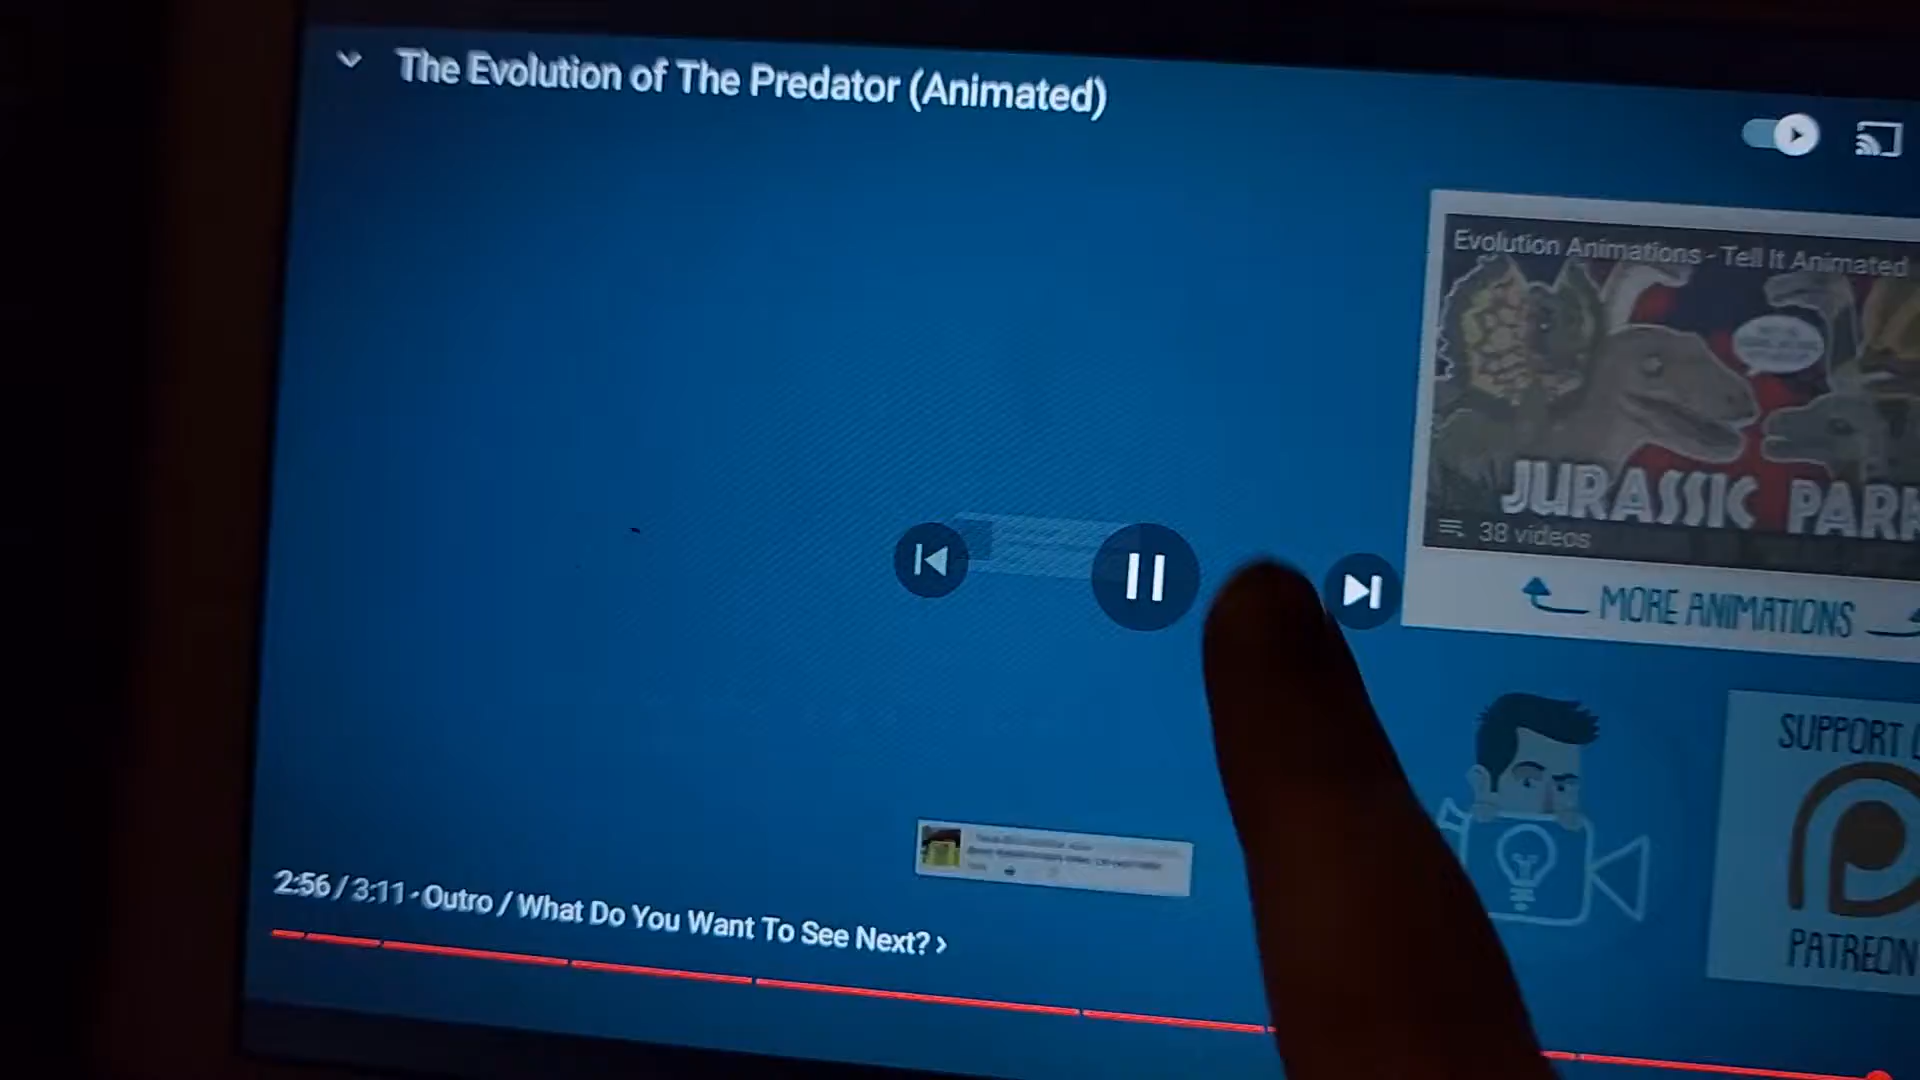 The Evolution of The Predator (Animated)
Evolution Animations - Tell It Animated
JURASSIC PARK
38 videos
MORE ANIMATIONS
SUPPORT
PATREON
2:56 / 3:11 · Outro / What Do You Want To See Next? >